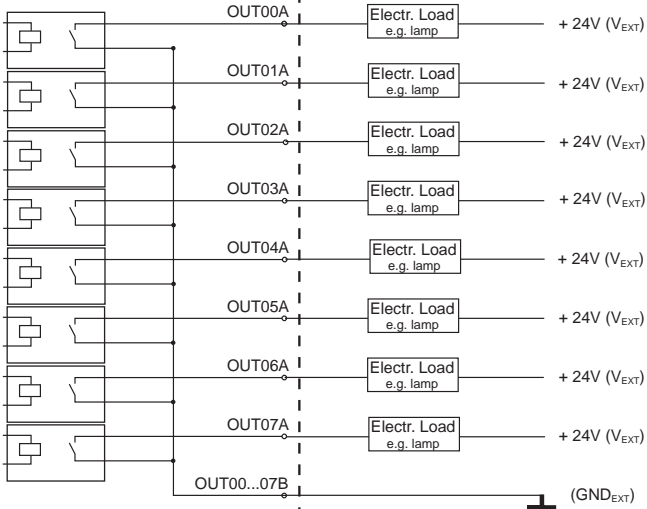 OUT00A Electr. Load + 24V (VEXT)
e.g. lamp
OUT01A Electr. Load + 24V (VEXT)
e.g. lamp
OUT02A Electr. Load + 24V (VEXT)
e.g. lamp
OUT03A Electr. Load + 24V (VEXT)
e.g. lamp
OUT04A Electr. Load + 24V (VEXT)
e.g. lamp
OUT05A Electr. Load + 24V (VEXT)
e.g. lamp
OUT06A Electr. Load + 24V (VEXT)
e.g. lamp
OUT07A Electr. Load + 24V (VEXT)
e.g. lamp
OUT00...07B (GNDEXT)